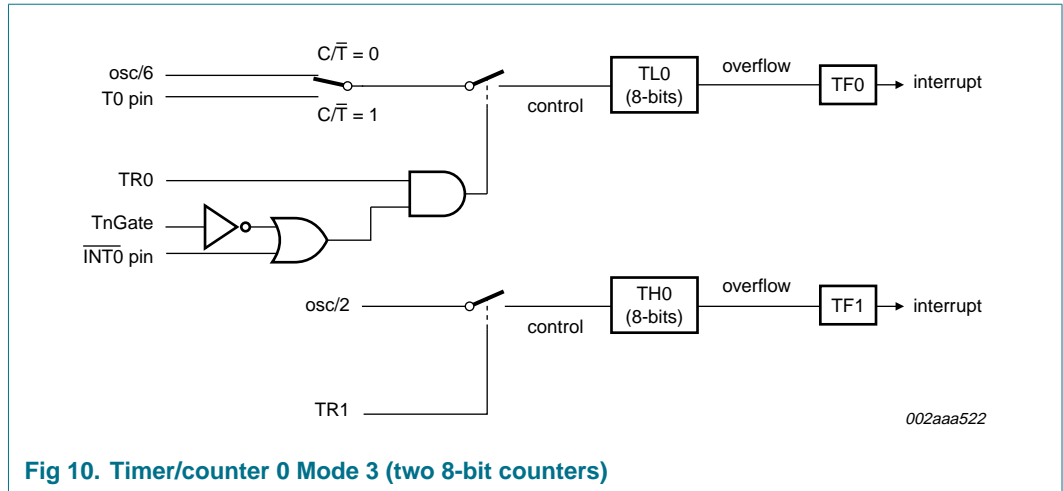 C/T̅ = 0
osc/6
T0 pin
C/T̅ = 1
control
TL0
(8-bits)
overflow
TF0
interrupt
TR0
TnGate
I̅N̅T̅0̅ pin
osc/2
control
TH0
(8-bits)
overflow
TF1
interrupt
TR1
002aaa522
Fig 10. Timer/counter 0 Mode 3 (two 8-bit counters)